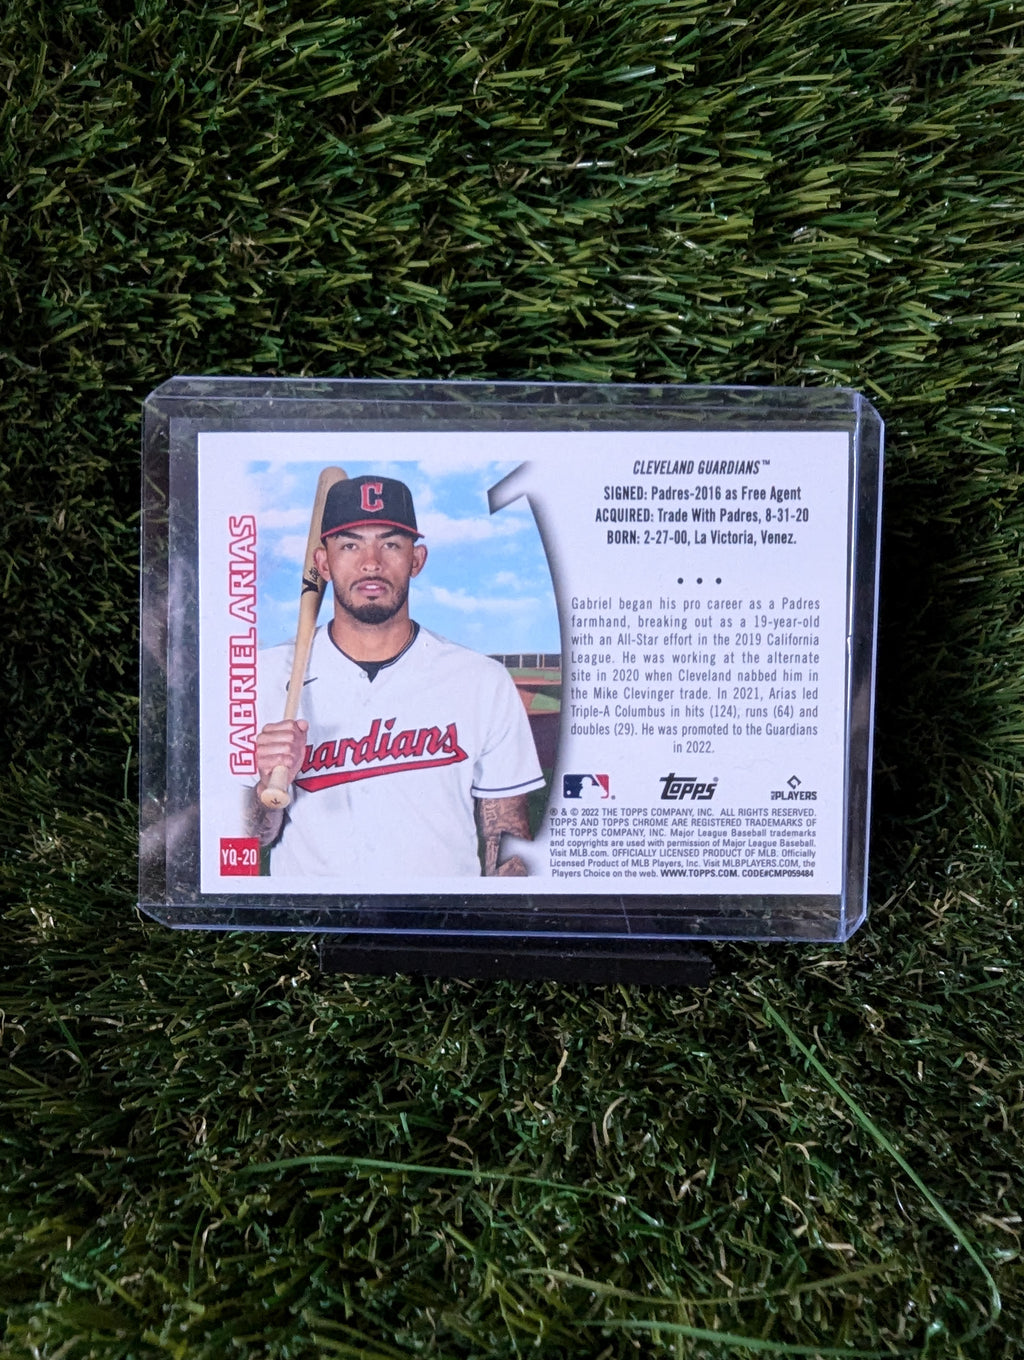 GABRIEL ARIAS
YQ-20
C
Guardians
CLEVELAND GUARDIANS™
SIGNED: Padres-2016 as Free Agent
ACQUIRED: Trade With Padres, 8-31-20
BORN: 2-27-00, La Victoria, Venez.
• • •
Gabriel began his pro career as a Padres
farmhand, breaking out as a 19-year-old
with an All-Star effort in the 2019 California
League. He was working at the alternate
site in 2020 when Cleveland nabbed him in
the Mike Clevinger trade. In 2021, Arias led
Triple-A Columbus in hits (124), runs (64) and
doubles (29). He was promoted to the Guardians
in 2022.
Topps®
PLAYERS
® & © 2022 THE TOPPS COMPANY, INC. ALL RIGHTS RESERVED.
TOPPS AND TOPPS CHROME ARE REGISTERED TRADEMARKS OF
THE TOPPS COMPANY, INC. Major League Baseball trademarks
and copyrights are used with permission of Major League Baseball.
Visit MLB.com. OFFICIALLY LICENSED PRODUCT OF MLB. Officially
Licensed Product of MLB Players, Inc. Visit MLBPLAYERS.COM, the
Players Choice on the web. WWW.TOPPS.COM. CODE#CMP059484